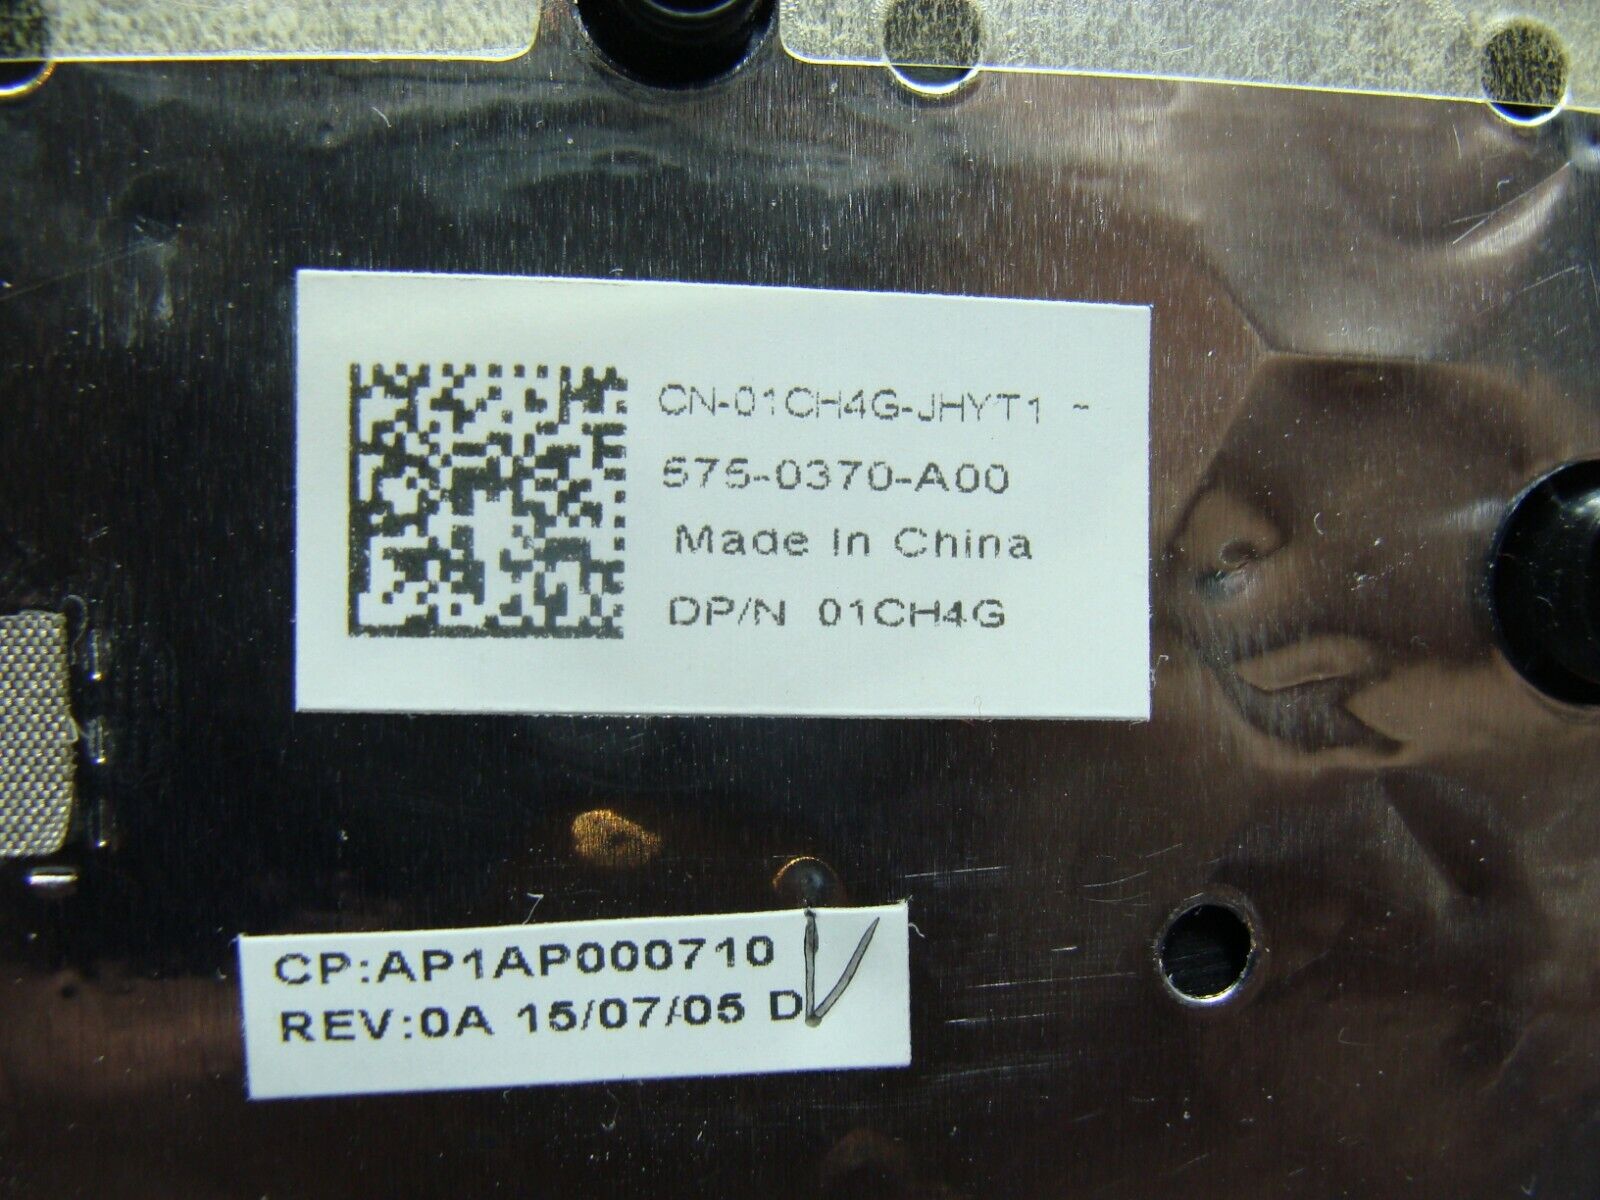 CN-01CH4G-JHYT1 ~
575-0370-A00
Made In China
DP/N 01CH4G
CP:AP1AP000710
REV:0A 15/07/05 D